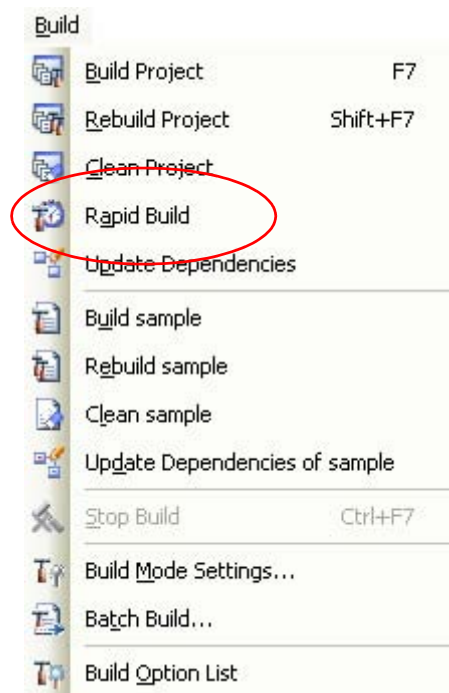 Build
Build Project F7
Rebuild Project Shift+F7
Clean Project
Rapid Build
Update Dependencies
Build sample
Rebuild sample
Clean sample
Update Dependencies of sample
Stop Build Ctrl+F7
Build Mode Settings...
Batch Build...
Build Option List